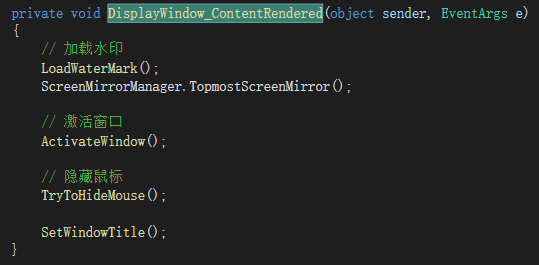 private void DisplayWindow_ContentRendered(object sender, EventArgs e)
{
// 加载水印
LoadWaterMark();
ScreenMirrorManager.TopmostScreenMirror();
// 激活窗口
ActivateWindow();
// 隐藏鼠标
TryToHideMouse();
SetWindowTitle();
}